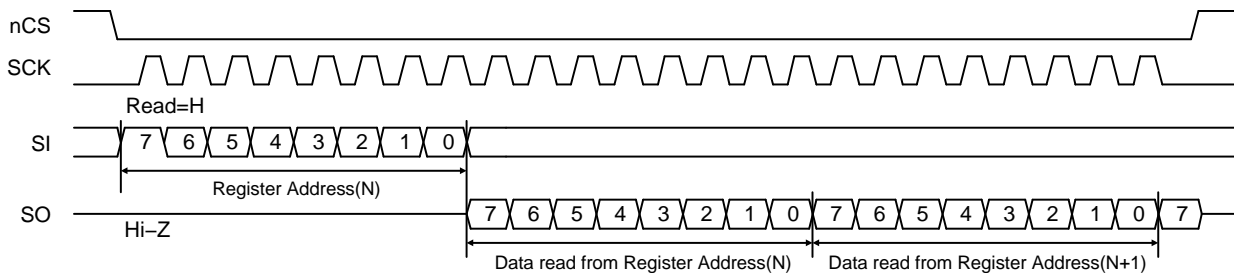 nCS
SCK
Read=H
SI 7 6 5 4 3 2 1 0
Register Address(N)
SO 7 6 5 4 3 2 1 0 7 6 5 4 3 2 1 0 7
Hi–Z
Data read from Register Address(N) Data read from Register Address(N+1)